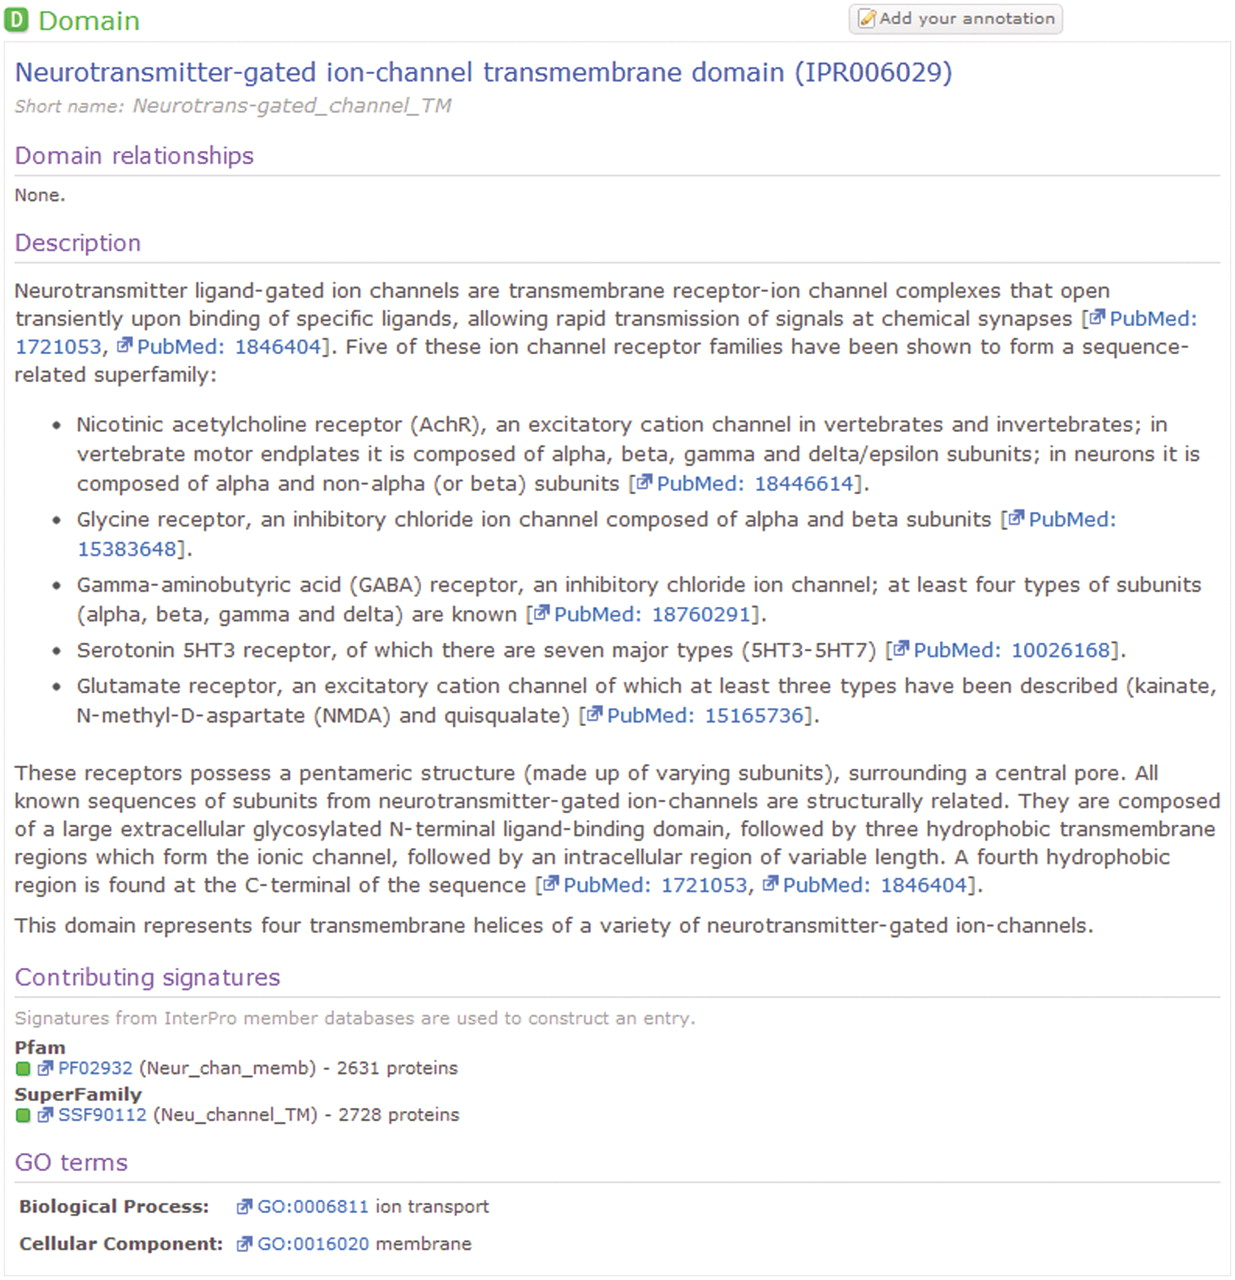 D Domain
Add your annotation
Neurotransmitter-gated ion-channel transmembrane domain (IPR006029)
Short name: Neurotrans-gated_channel_TM
Domain relationships
None.
Description
Neurotransmitter ligand-gated ion channels are transmembrane receptor-ion channel complexes that open
transiently upon binding of specific ligands, allowing rapid transmission of signals at chemical synapses [PubMed:
1721053, PubMed: 1846404]. Five of these ion channel receptor families have been shown to form a sequence-
related superfamily:
• Nicotinic acetylcholine receptor (AchR), an excitatory cation channel in vertebrates and invertebrates; in
vertebrate motor endplates it is composed of alpha, beta, gamma and delta/epsilon subunits; in neurons it is
composed of alpha and non-alpha (or beta) subunits [PubMed: 18446614].
• Glycine receptor, an inhibitory chloride ion channel composed of alpha and beta subunits [PubMed:
15383648].
• Gamma-aminobutyric acid (GABA) receptor, an inhibitory chloride ion channel; at least four types of subunits
(alpha, beta, gamma and delta) are known [PubMed: 18760291].
• Serotonin 5HT3 receptor, of which there are seven major types (5HT3-5HT7) [PubMed: 10026168].
• Glutamate receptor, an excitatory cation channel of which at least three types have been described (kainate,
N-methyl-D-aspartate (NMDA) and quisqualate) [PubMed: 15165736].
These receptors possess a pentameric structure (made up of varying subunits), surrounding a central pore. All
known sequences of subunits from neurotransmitter-gated ion-channels are structurally related. They are composed
of a large extracellular glycosylated N-terminal ligand-binding domain, followed by three hydrophobic transmembrane
regions which form the ionic channel, followed by an intracellular region of variable length. A fourth hydrophobic
region is found at the C-terminal of the sequence [PubMed: 1721053, PubMed: 1846404].
This domain represents four transmembrane helices of a variety of neurotransmitter-gated ion-channels.
Contributing signatures
Signatures from InterPro member databases are used to construct an entry.
Pfam
PF02932 (Neur_chan_memb) - 2631 proteins
SuperFamily
SSF90112 (Neu_channel_TM) - 2728 proteins
GO terms
Biological Process: GO:0006811 ion transport
Cellular Component: GO:0016020 membrane